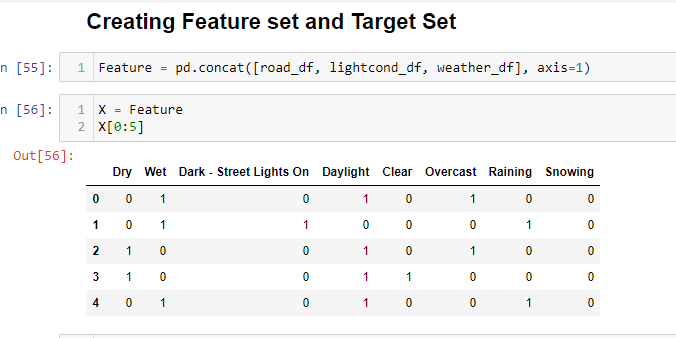 Creating Feature set and Target Set
n [55]: 1 Feature = pd.concat([road_df, lightcond_df, weather_df], axis=1)
n [56]: 1 X = Feature
2 X[0:5]
Out[56]:
Dry Wet Dark - Street Lights On Daylight Clear Overcast Raining Snowing
0 0 1 0 1 0 1 0 0
1 0 1 1 0 0 0 1 0
2 1 0 0 1 0 1 0 0
3 1 0 0 1 1 0 0 0
4 0 1 0 1 0 0 1 0